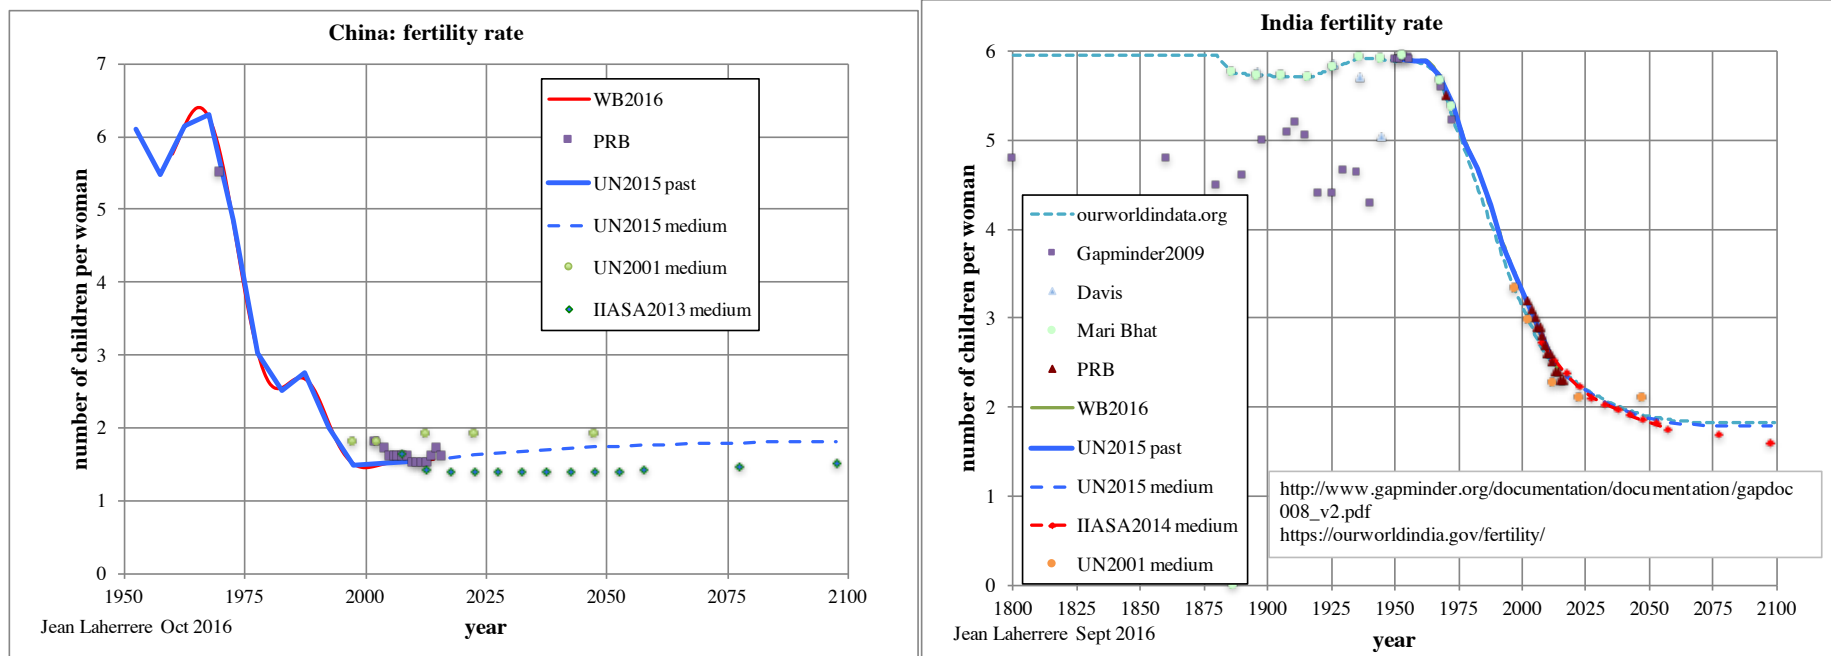 China: fertility rate
number of children per woman
7
6
5
4
3
2
1
0
WB2016
PRB
UN2015 past
UN2015 medium
UN2001 medium
IIASA2013 medium
1950
1975
2000
2025
2050
2075
2100
year
Jean Laherrere Oct 2016
India fertility rate
number of children per woman
6
5
4
3
2
1
0
ourworldindata.org
Gapminder2009
Davis
Mari Bhat
PRB
WB2016
UN2015 past
UN2015 medium
IIASA2014 medium
UN2001 medium
http://www.gapminder.org/documentation/documentation/gapdoc
008_v2.pdf
https://ourworldindia.gov/fertility/
1800
1825
1850
1875
1900
1925
1950
1975
2000
2025
2050
2075
2100
year
Jean Laherrere Sept 2016